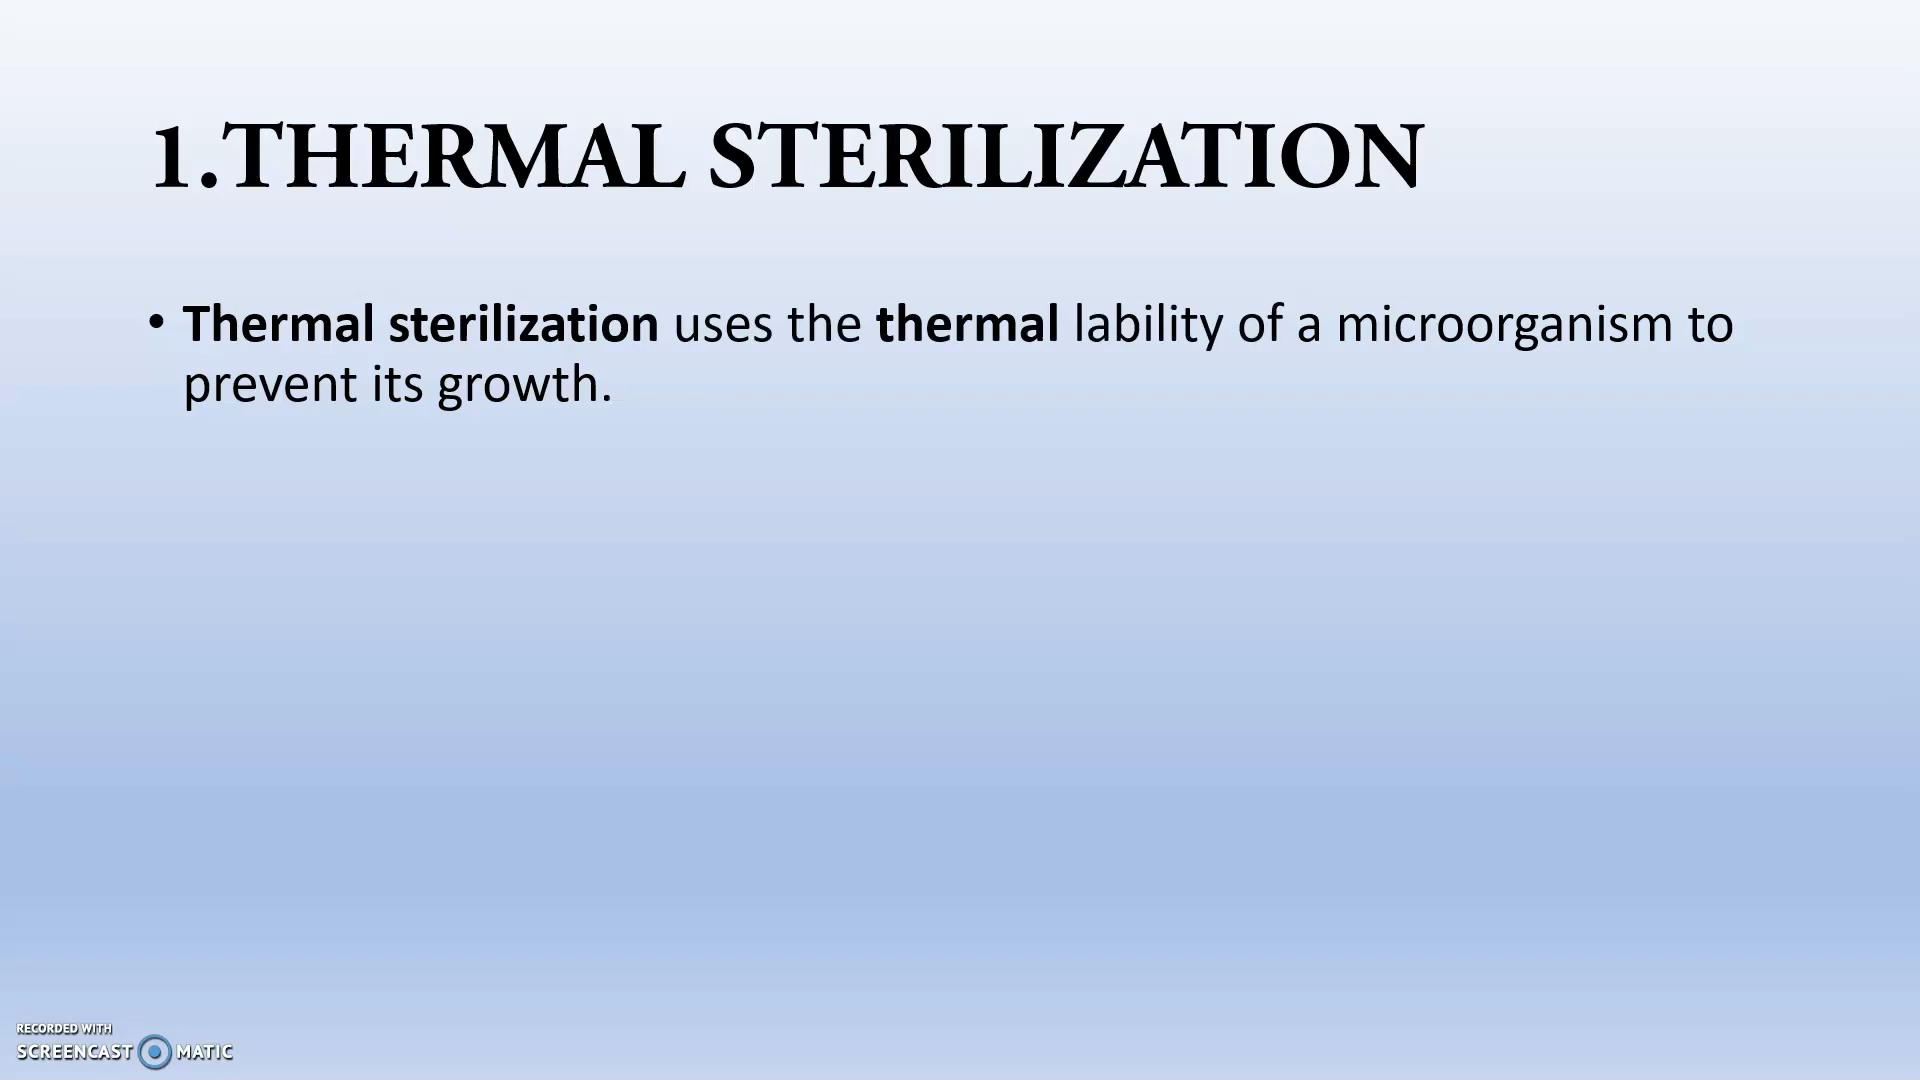 1.THERMAL STERILIZATION
• Thermal sterilization uses the thermal lability of a microorganism to
prevent its growth.
RECORDED WITH
SCREENCAST MATIC